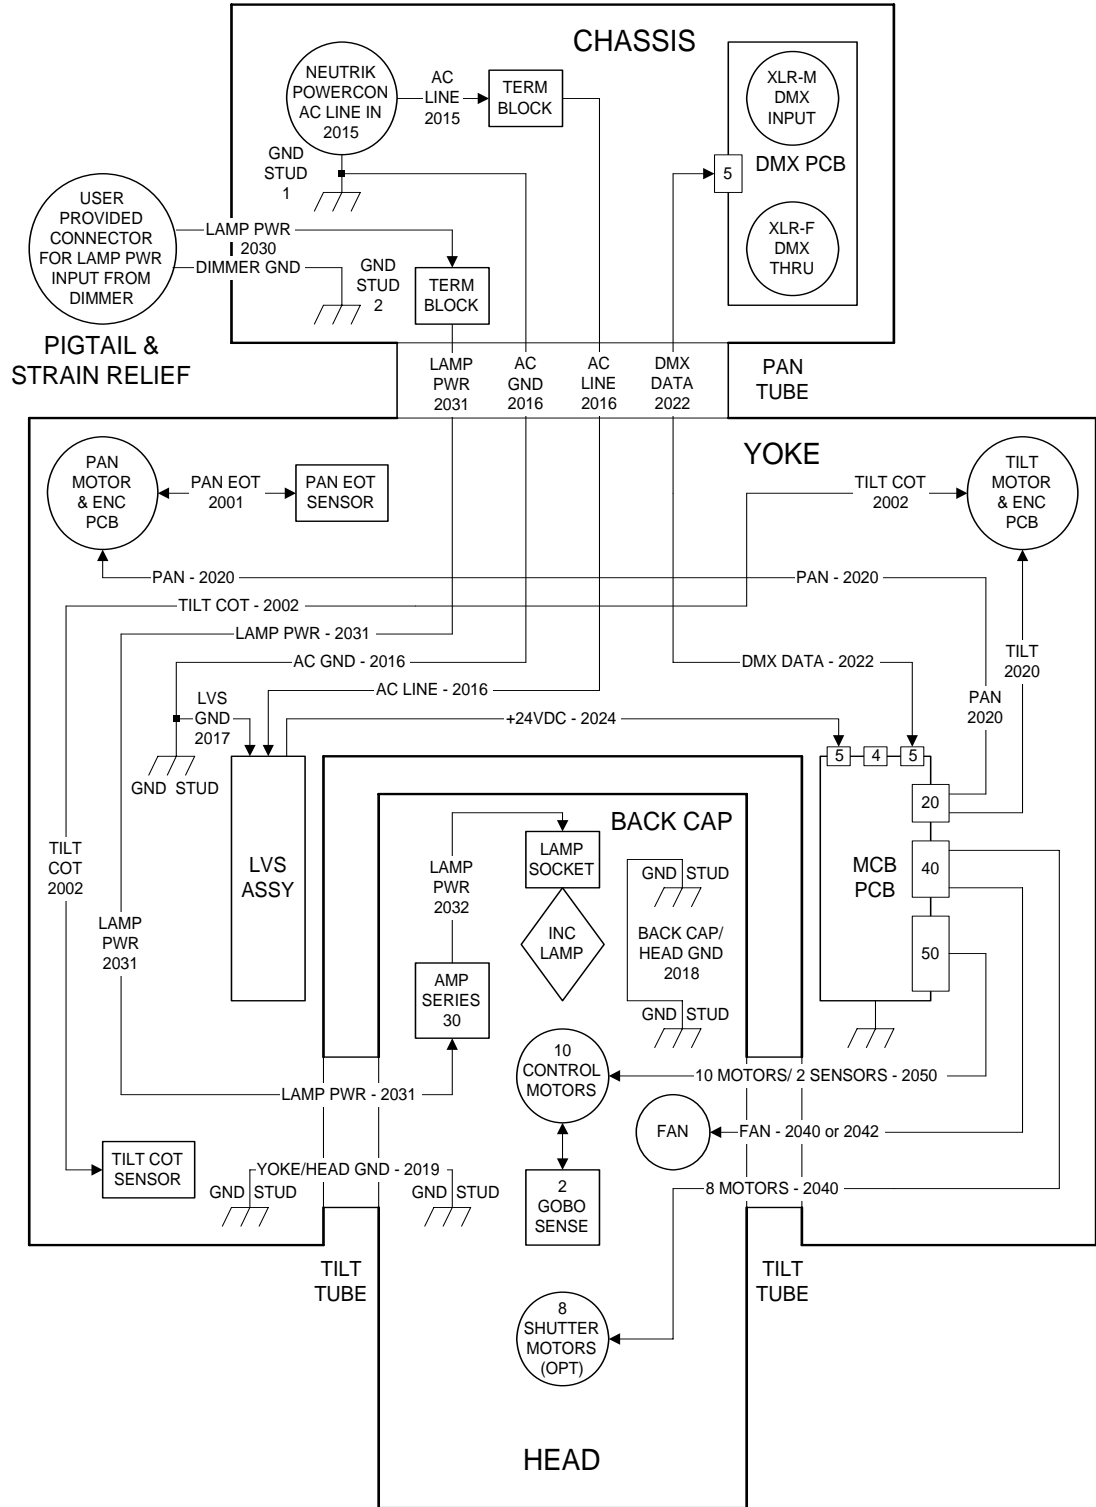 CHASSIS
NEUTRIK
POWERCON
AC LINE IN
2015
AC
LINE
2015
TERM
BLOCK
XLR-M
DMX
INPUT
DMX PCB
5
XLR-F
DMX
THRU
GND
STUD
1
USER
PROVIDED
CONNECTOR
FOR LAMP PWR
INPUT FROM
DIMMER
LAMP PWR
2030
DIMMER GND
GND
STUD
2
TERM
BLOCK
PIGTAIL &
STRAIN RELIEF
LAMP
PWR
2031
AC
GND
2016
AC
LINE
2016
DMX
DATA
2022
PAN
TUBE
YOKE
PAN
MOTOR
& ENC
PCB
PAN EOT
2001
PAN EOT
SENSOR
TILT COT
2002
TILT
MOTOR
& ENC
PCB
PAN - 2020
PAN - 2020
TILT COT - 2002
LAMP PWR - 2031
AC GND - 2016
DMX DATA - 2022
TILT
2020
AC LINE - 2016
LVS
GND
2017
+24VDC - 2024
PAN
2020
GND STUD
5
4
5
20
40
50
MCB
PCB
LVS
ASSY
TILT
COT
2002
LAMP
PWR
2031
BACK CAP
LAMP
PWR
2032
LAMP
SOCKET
INC
LAMP
GND STUD
BACK CAP/
HEAD GND
2018
GND STUD
AMP
SERIES
30
10
CONTROL
MOTORS
10 MOTORS/ 2 SENSORS - 2050
LAMP PWR - 2031
FAN
FAN - 2040 or 2042
TILT COT
SENSOR
YOKE/HEAD GND - 2019
GND STUD
GND STUD
2
GOBO
SENSE
8 MOTORS - 2040
TILT
TUBE
TILT
TUBE
8
SHUTTER
MOTORS
(OPT)
HEAD